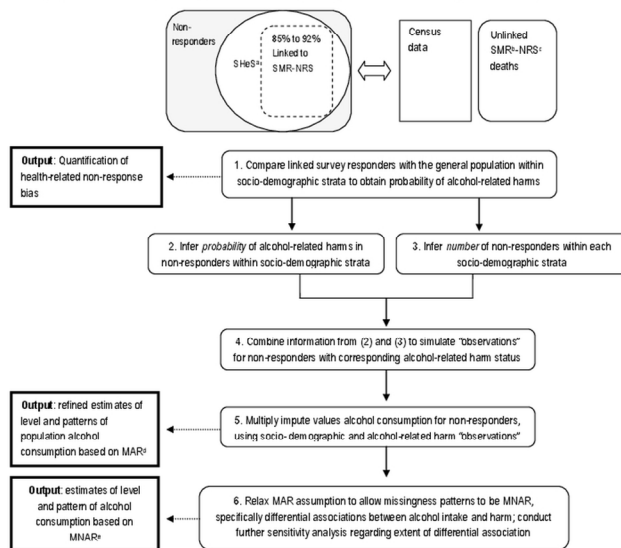 Non-
responders
SHeSᵃ
85% to 92%
Linked to
SMR-NRS
Census
data
Unlinked
SMRᵇ-NRSᶜ
deaths
Output: Quantification of
health-related non-response
bias
1. Compare linked survey responders with the general population within
socio-demographic strata to obtain probability of alcohol-related harms
2. Infer probability of alcohol-related harms in
non-responders within socio-demographic strata
3. Infer number of non-responders within each
socio-demographic strata
4. Combine information from (2) and (3) to simulate "observations"
for non-responders with corresponding alcohol-related harm status
Output: refined estimates of
level and patterns of
population alcohol
consumption based on MARᵈ
5. Multiply impute values alcohol consumption for non-responders,
using socio-demographic and alcohol-related harm "observations"
Output: estimates of level
and pattern of alcohol
consumption based on
MNARᵉ
6. Relax MAR assumption to allow missingness patterns to be MNAR,
specifically differential associations between alcohol intake and harm; conduct
further sensitivity analysis regarding extent of differential association